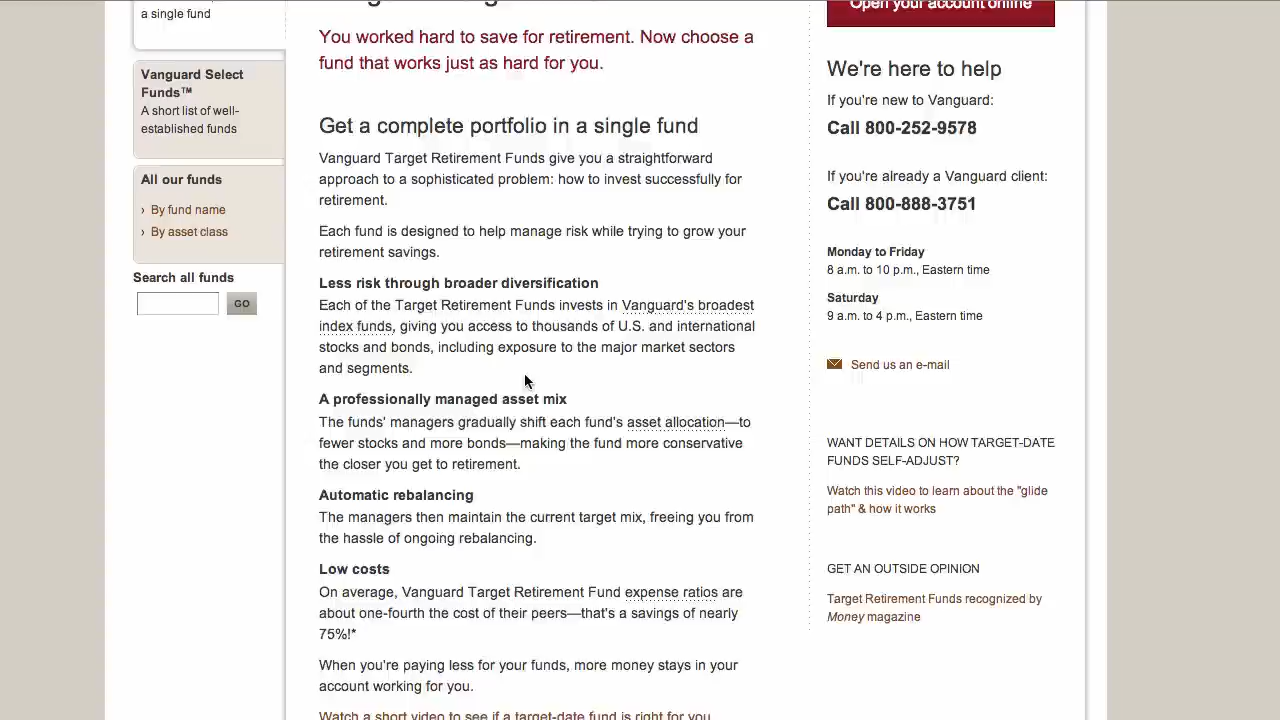 a single fund
Vanguard Select
Funds™
A short list of well-
established funds
All our funds
› By fund name
› By asset class
Search all funds
GO
You worked hard to save for retirement. Now choose a
fund that works just as hard for you.
Get a complete portfolio in a single fund
Vanguard Target Retirement Funds give you a straightforward
approach to a sophisticated problem: how to invest successfully for
retirement.
Each fund is designed to help manage risk while trying to grow your
retirement savings.
Less risk through broader diversification
Each of the Target Retirement Funds invests in Vanguard's broadest
index funds, giving you access to thousands of U.S. and international
stocks and bonds, including exposure to the major market sectors
and segments.
A professionally managed asset mix
The funds' managers gradually shift each fund's asset allocation—to
fewer stocks and more bonds—making the fund more conservative
the closer you get to retirement.
Automatic rebalancing
The managers then maintain the current target mix, freeing you from
the hassle of ongoing rebalancing.
Low costs
On average, Vanguard Target Retirement Fund expense ratios are
about one-fourth the cost of their peers—that's a savings of nearly
75%!*
When you're paying less for your funds, more money stays in your
account working for you.
Watch a short video to see if a target-date fund is right for you
Open your account online
We're here to help
If you're new to Vanguard:
Call 800-252-9578
If you're already a Vanguard client:
Call 800-888-3751
Monday to Friday
8 a.m. to 10 p.m., Eastern time
Saturday
9 a.m. to 4 p.m., Eastern time
Send us an e-mail
WANT DETAILS ON HOW TARGET-DATE
FUNDS SELF-ADJUST?
Watch this video to learn about the "glide
path" & how it works
GET AN OUTSIDE OPINION
Target Retirement Funds recognized by
Money magazine